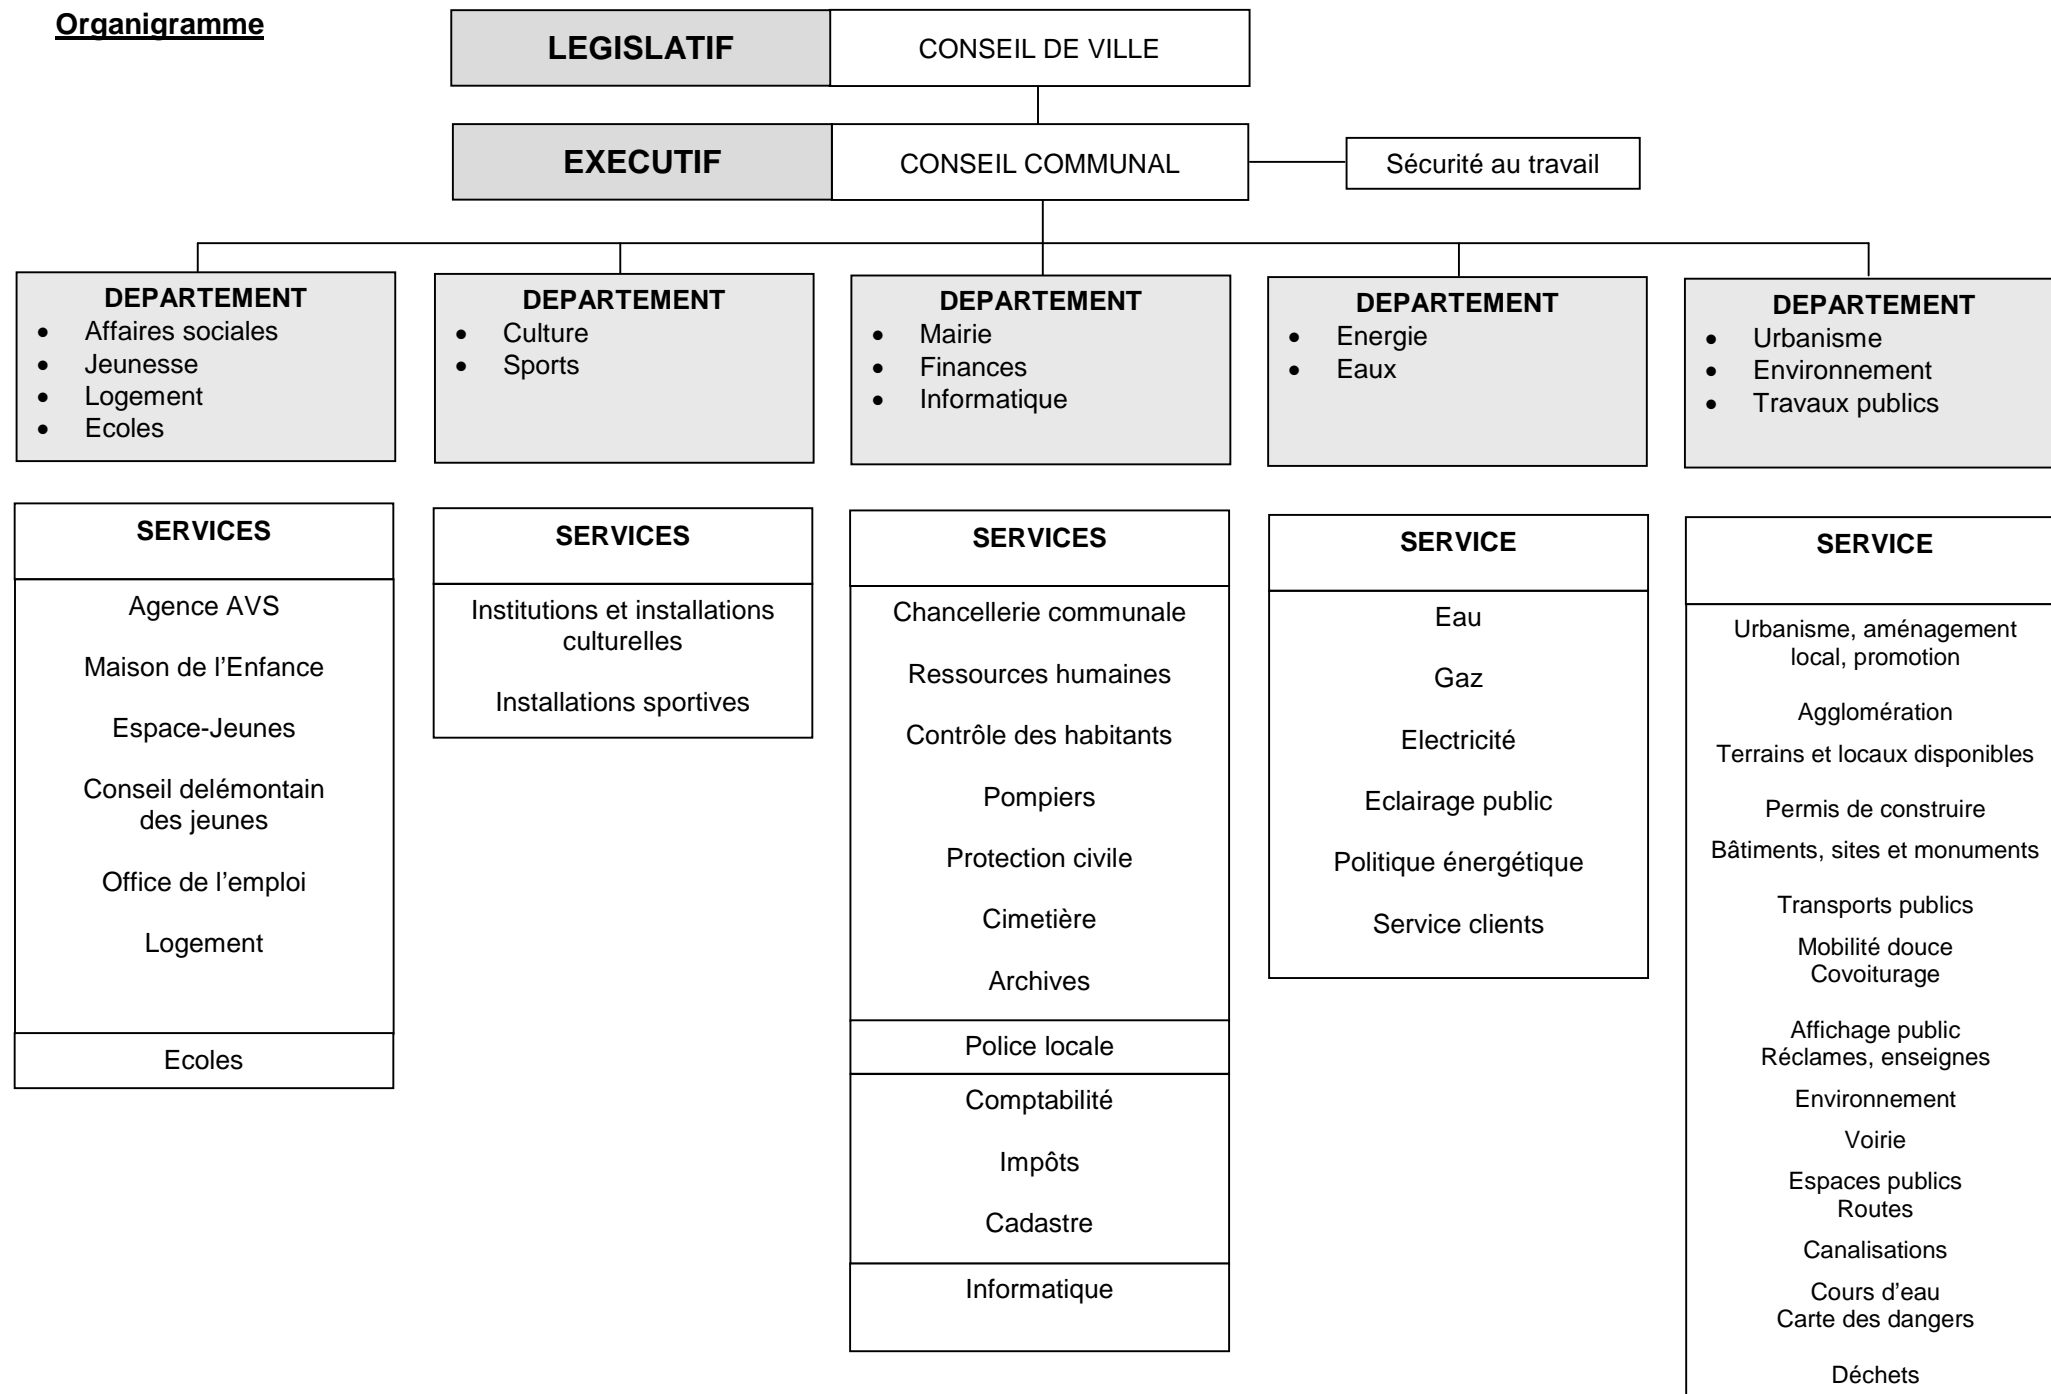 Organigramme
LEGISLATIF
CONSEIL DE VILLE
EXECUTIF
CONSEIL COMMUNAL
Sécurité au travail
DEPARTEMENT
• Affaires sociales
• Jeunesse
• Logement
• Ecoles
DEPARTEMENT
• Culture
• Sports
DEPARTEMENT
• Mairie
• Finances
• Informatique
DEPARTEMENT
• Energie
• Eaux
DEPARTEMENT
• Urbanisme
• Environnement
• Travaux publics
SERVICES
Agence AVS
Maison de l’Enfance
Espace-Jeunes
Conseil delémontain
des jeunes
Office de l’emploi
Logement
Ecoles
SERVICES
Institutions et installations
culturelles
Installations sportives
SERVICES
Chancellerie communale
Ressources humaines
Contrôle des habitants
Pompiers
Protection civile
Cimetière
Archives
Police locale
Comptabilité
Impôts
Cadastre
Informatique
SERVICE
Eau
Gaz
Electricité
Eclairage public
Politique énergétique
Service clients
SERVICE
Urbanisme, aménagement
local, promotion
Agglomération
Terrains et locaux disponibles
Permis de construire
Bâtiments, sites et monuments
Transports publics
Mobilité douce
Covoiturage
Affichage public
Réclames, enseignes
Environnement
Voirie
Espaces publics
Routes
Canalisations
Cours d’eau
Carte des dangers
Déchets